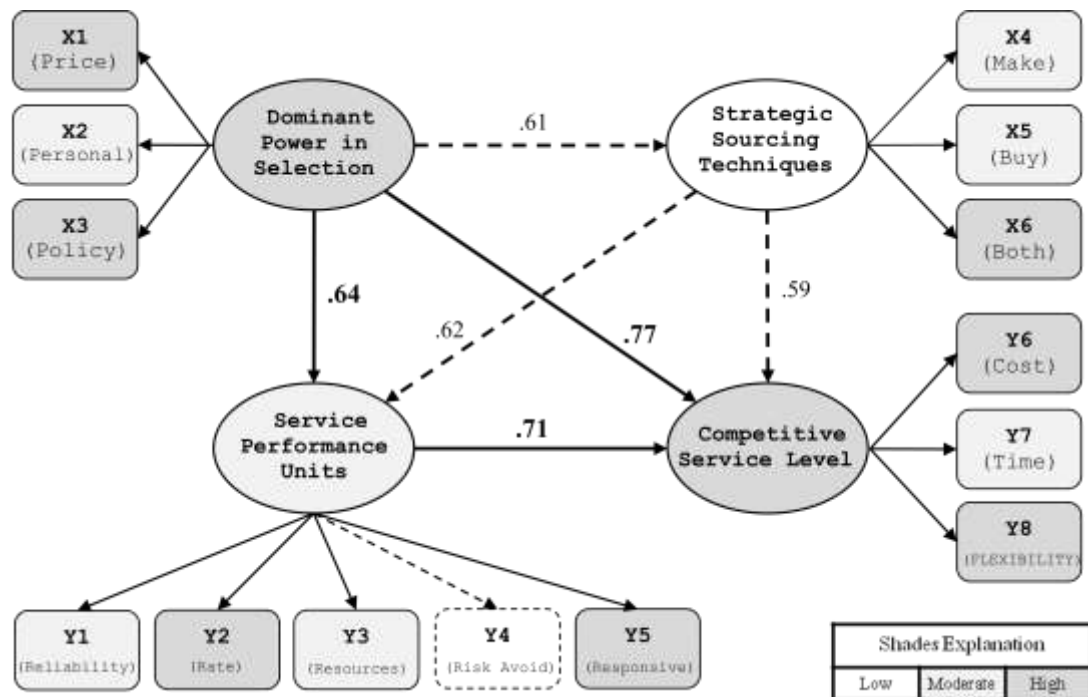 X1
(Price)
X2
(Personal)
X3
(Policy)
Dominant
Power in
Selection
.61
Strategic
Sourcing
Techniques
X4
(Make)
X5
(Buy)
X6
(Both)
.64
.62
.77
.59
Service
Performance
Units
.71
Competitive
Service Level
Y6
(Cost)
Y7
(Time)
Y8
(FLEXIBILITY)
Y1
(Reliability)
Y2
(Rate)
Y3
(Resources)
Y4
(Risk Avoid)
Y5
(Responsive)
Shades Explanation
Low Moderate High